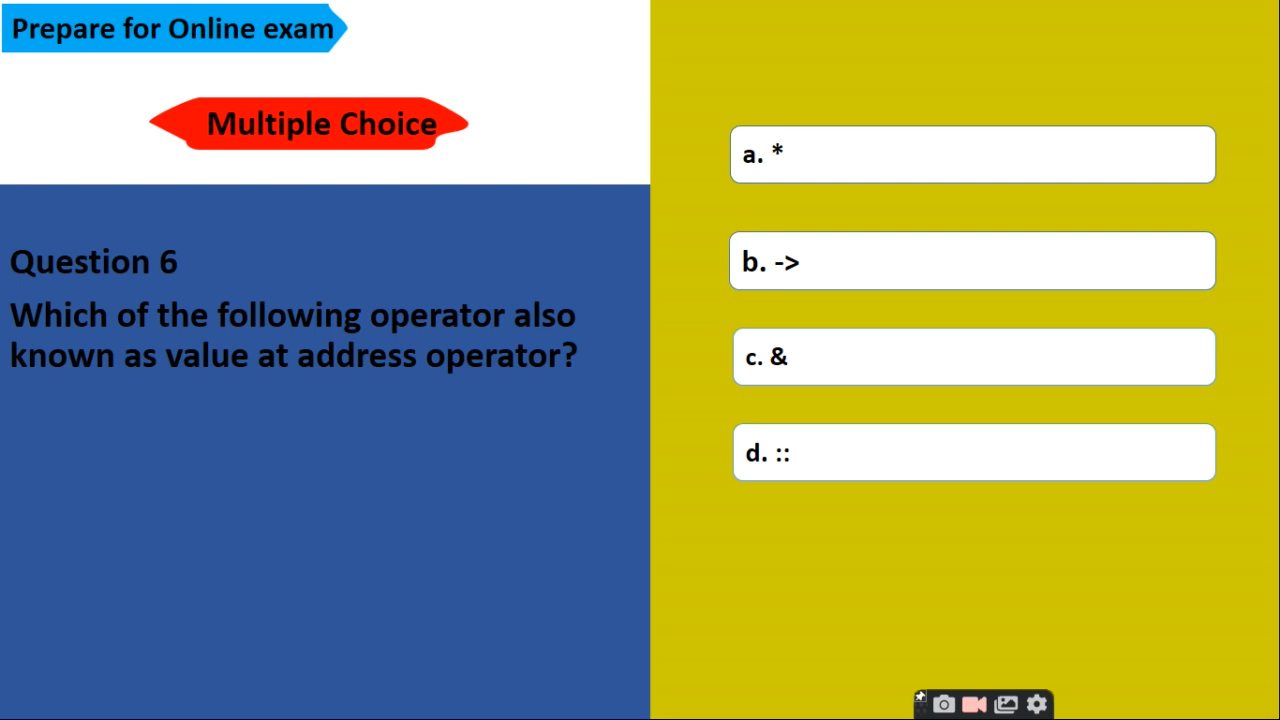 Prepare for Online exam
Multiple Choice
Question 6
Which of the following operator also
known as value at address operator?
a. *
b. ->
c. &
d. ::